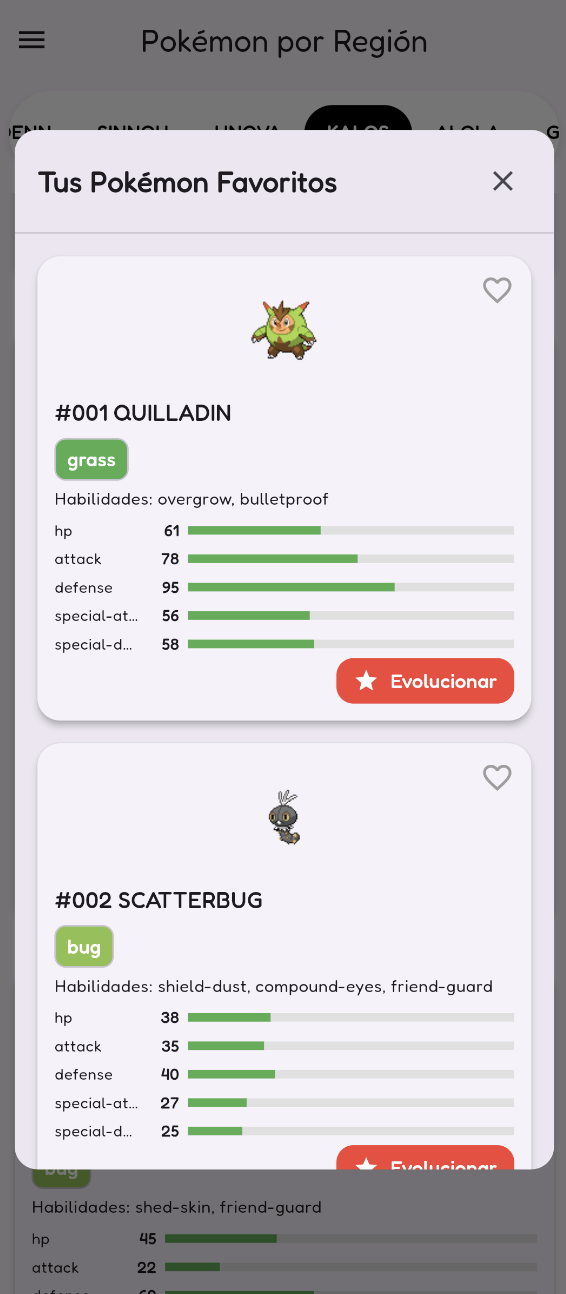 Pokémon por Región
SINNOH UNOVA KALOS ALOLA G
Tus Pokémon Favoritos
#001 QUILLADIN
grass
Habilidades: overgrow, bulletproof
hp 61
attack 78
defense 95
special-at... 56
special-d... 58
Evolucionar
#002 SCATTERBUG
bug
Habilidades: shield-dust, compound-eyes, friend-guard
hp 38
attack 35
defense 40
special-at... 27
special-d... 25
Evolucionar
bug
Habilidades: shed-skin, friend-guard
hp 45
attack 22
defense